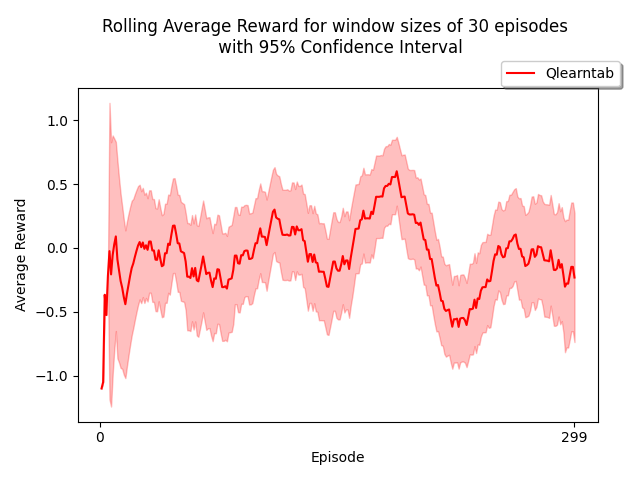 Rolling Average Reward for window sizes of 30 episodes
with 95% Confidence Interval
Qlearntab
1.0
0.5
0.0
−0.5
−1.0
Average Reward
0
299
Episode